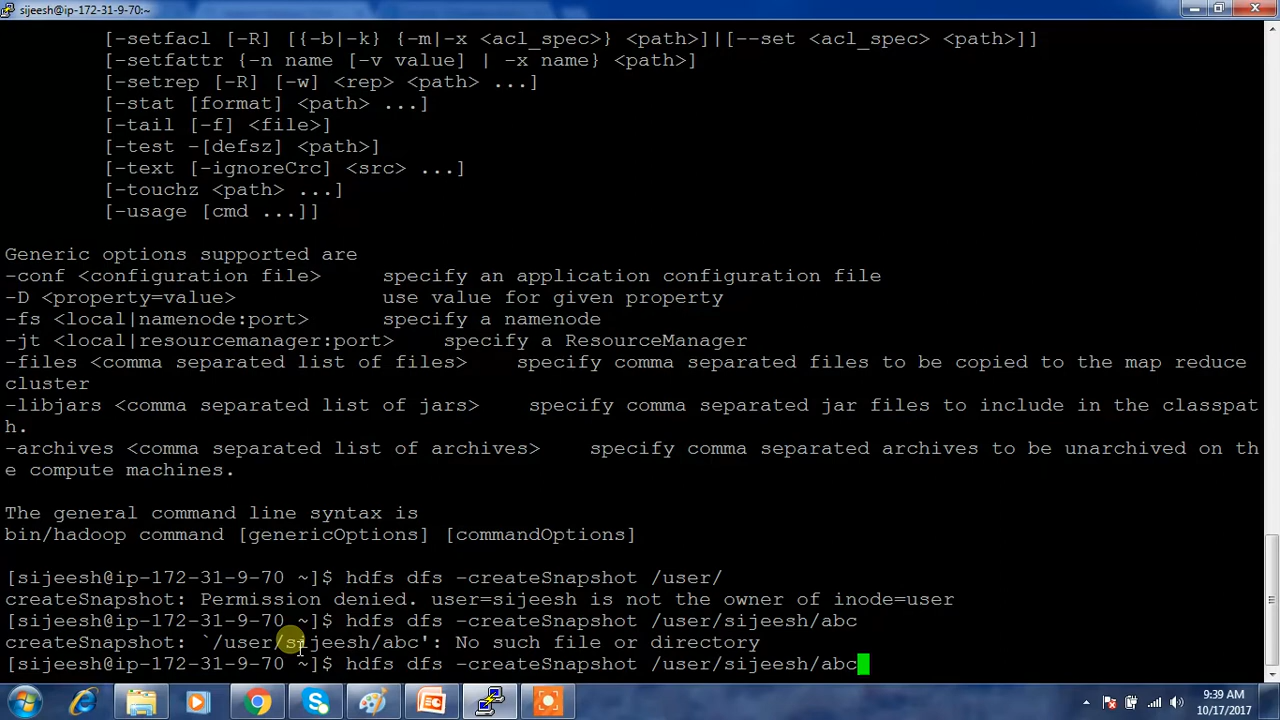 sijeesh@ip-172-31-9-70:~
[-setfacl [-R] [{-b|-k} {-m|-x <acl_spec>} <path>]|[--set <acl_spec> <path>]]
[-setfattr {-n name [-v value] | -x name} <path>]
[-setrep [-R] [-w] <rep> <path> ...]
[-stat [format] <path> ...]
[-tail [-f] <file>]
[-test -[defsz] <path>]
[-text [-ignoreCrc] <src> ...]
[-touchz <path> ...]
[-usage [cmd ...]]
Generic options supported are
-conf <configuration file>     specify an application configuration file
-D <property=value>            use value for given property
-fs <local|namenode:port>      specify a namenode
-jt <local|resourcemanager:port>    specify a ResourceManager
-files <comma separated list of files>    specify comma separated files to be copied to the map reduce
cluster
-libjars <comma separated list of jars>    specify comma separated jar files to include in the classpat
h.
-archives <comma separated list of archives>    specify comma separated archives to be unarchived on th
e compute machines.
The general command line syntax is
bin/hadoop command [genericOptions] [commandOptions]
[sijeesh@ip-172-31-9-70 ~]$ hdfs dfs -createSnapshot /user/
createSnapshot: Permission denied. user=sijeesh is not the owner of inode=user
[sijeesh@ip-172-31-9-70 ~]$ hdfs dfs -createSnapshot /user/sijeesh/abc
createSnapshot: `/user/sijeesh/abc': No such file or directory
[sijeesh@ip-172-31-9-70 ~]$ hdfs dfs -createSnapshot /user/sijeesh/abc
9:39 AM
10/17/2017